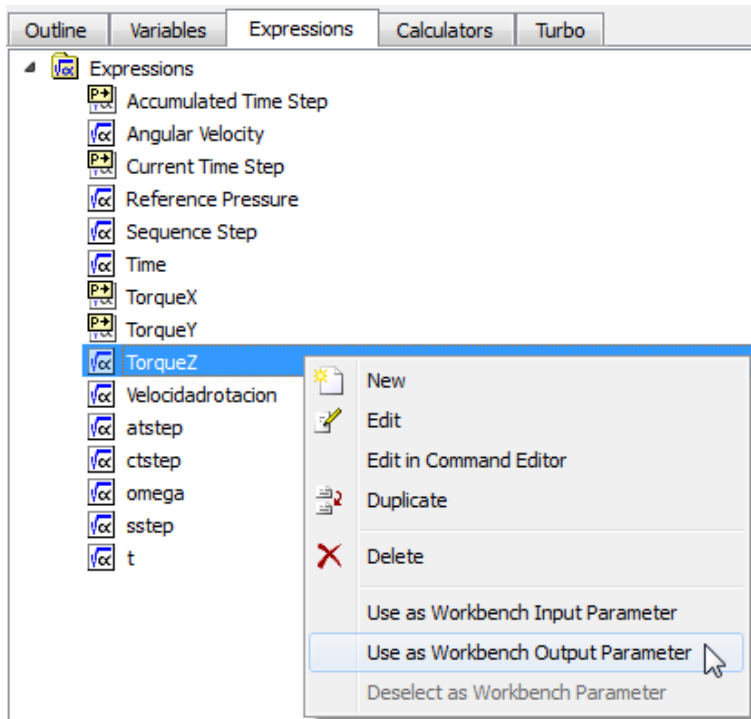 Outline Variables Expressions Calculators Turbo
Expressions
Accumulated Time Step
Angular Velocity
Current Time Step
Reference Pressure
Sequence Step
Time
TorqueX
TorqueY
TorqueZ
Velocidadrotacion
atstep
ctstep
omega
sstep
t
New
Edit
Edit in Command Editor
Duplicate
Delete
Use as Workbench Input Parameter
Use as Workbench Output Parameter
Deselect as Workbench Parameter